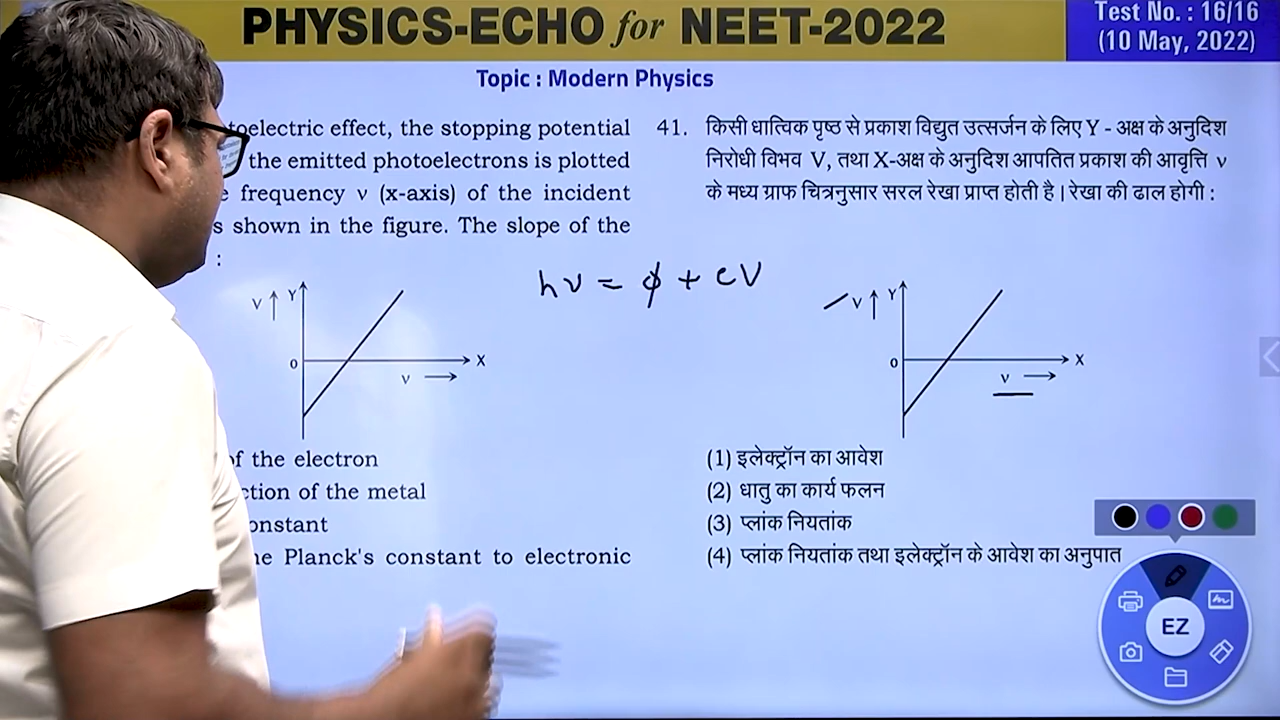 PHYSICS-ECHO for NEET-2022
Test No. : 16/16
(10 May, 2022)
Topic : Modern Physics
effect, the stopping potential
the emitted photoelectrons is plotted
frequency ν (x-axis) of the incident
shown in the figure. The slope of the
:
V Y
0
X
ν
of the electron
of the metal
Planck's constant to electronic
hν = ϕ + eV
41. किसी धात्विक पृष्ठ से प्रकाश विद्युत उत्सर्जन के लिए Y - अक्ष के अनुदिश
निरोधी विभव V, तथा X-अक्ष के अनुदिश आपतित प्रकाश की आवृत्ति ν
के मध्य ग्राफ चित्रनुसार सरल रेखा प्राप्त होती है। रेखा की ढाल होगी :
V Y
0
X
ν
(1) इलेक्ट्रॉन का आवेश
(2) धातु का कार्य फलन
(3) प्लांक नियतांक
(4) प्लांक नियतांक तथा इलेक्ट्रॉन के आवेश का अनुपात
EZ